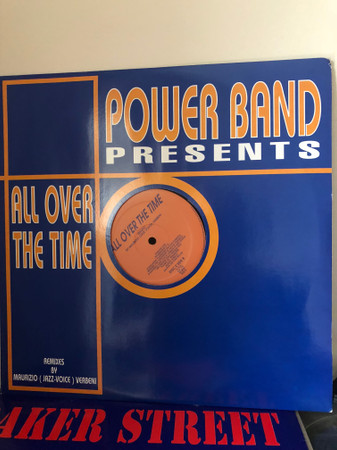 POWER BAND
PRESENTS
ALL OVER
THE TIME
ALL OVER THE TIME
REMIXES
BY
MAURIZIO (JAZZ-VOICE) VERBENI
AKER STREET